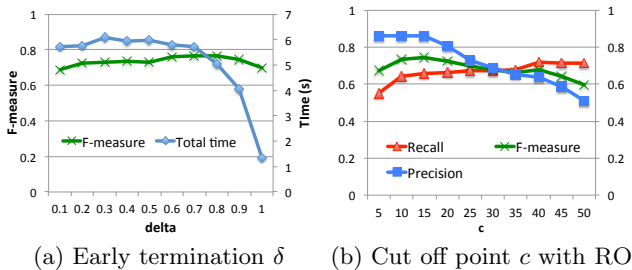 1 0.8 0.6 0.4 0.2 0
F-measure
7 6 5 4 3 2 1 0
TIme (s)
F-measure Total time
0.1 0.2 0.3 0.4 0.5 0.6 0.7 0.8 0.9 1
delta
(a) Early termination δ
1 0.8 0.6 0.4 0.2 0
1 0.8 0.6 0.4 0.2 0
Recall F-measure
Precision
5 10 15 20 25 30 35 40 45 50
c
(b) Cut off point c with RO